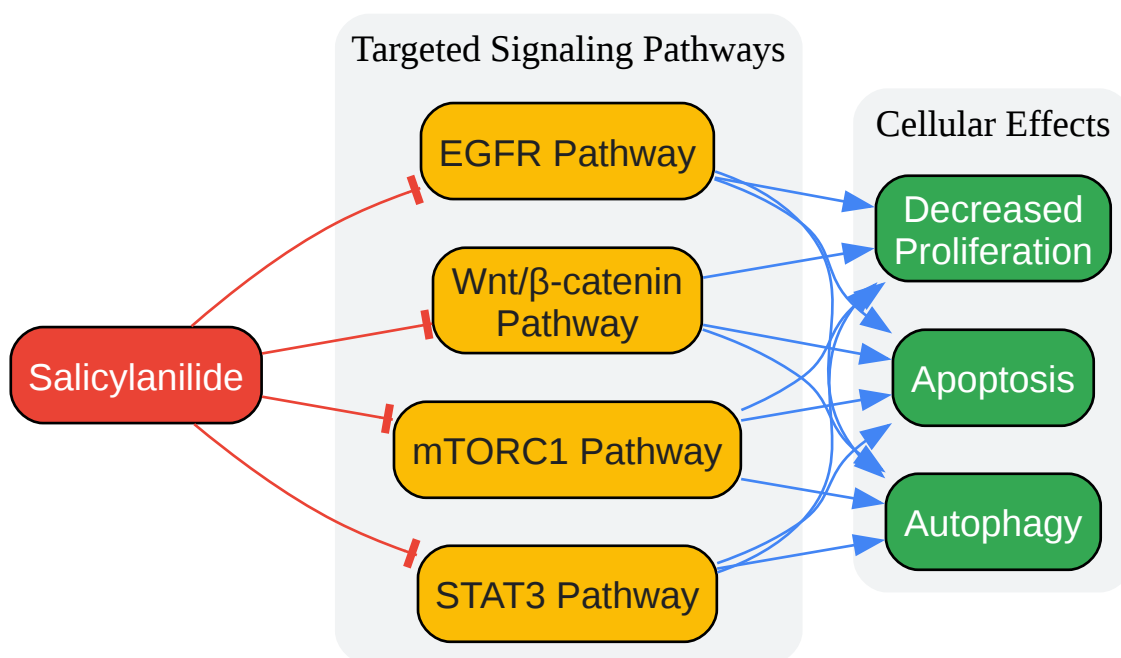 Targeted Signaling Pathways
Cellular Effects
EGFR Pathway
Decreased
Proliferation
Wnt/β-catenin
Pathway
Salicylanilide
Apoptosis
mTORC1 Pathway
Autophagy
STAT3 Pathway